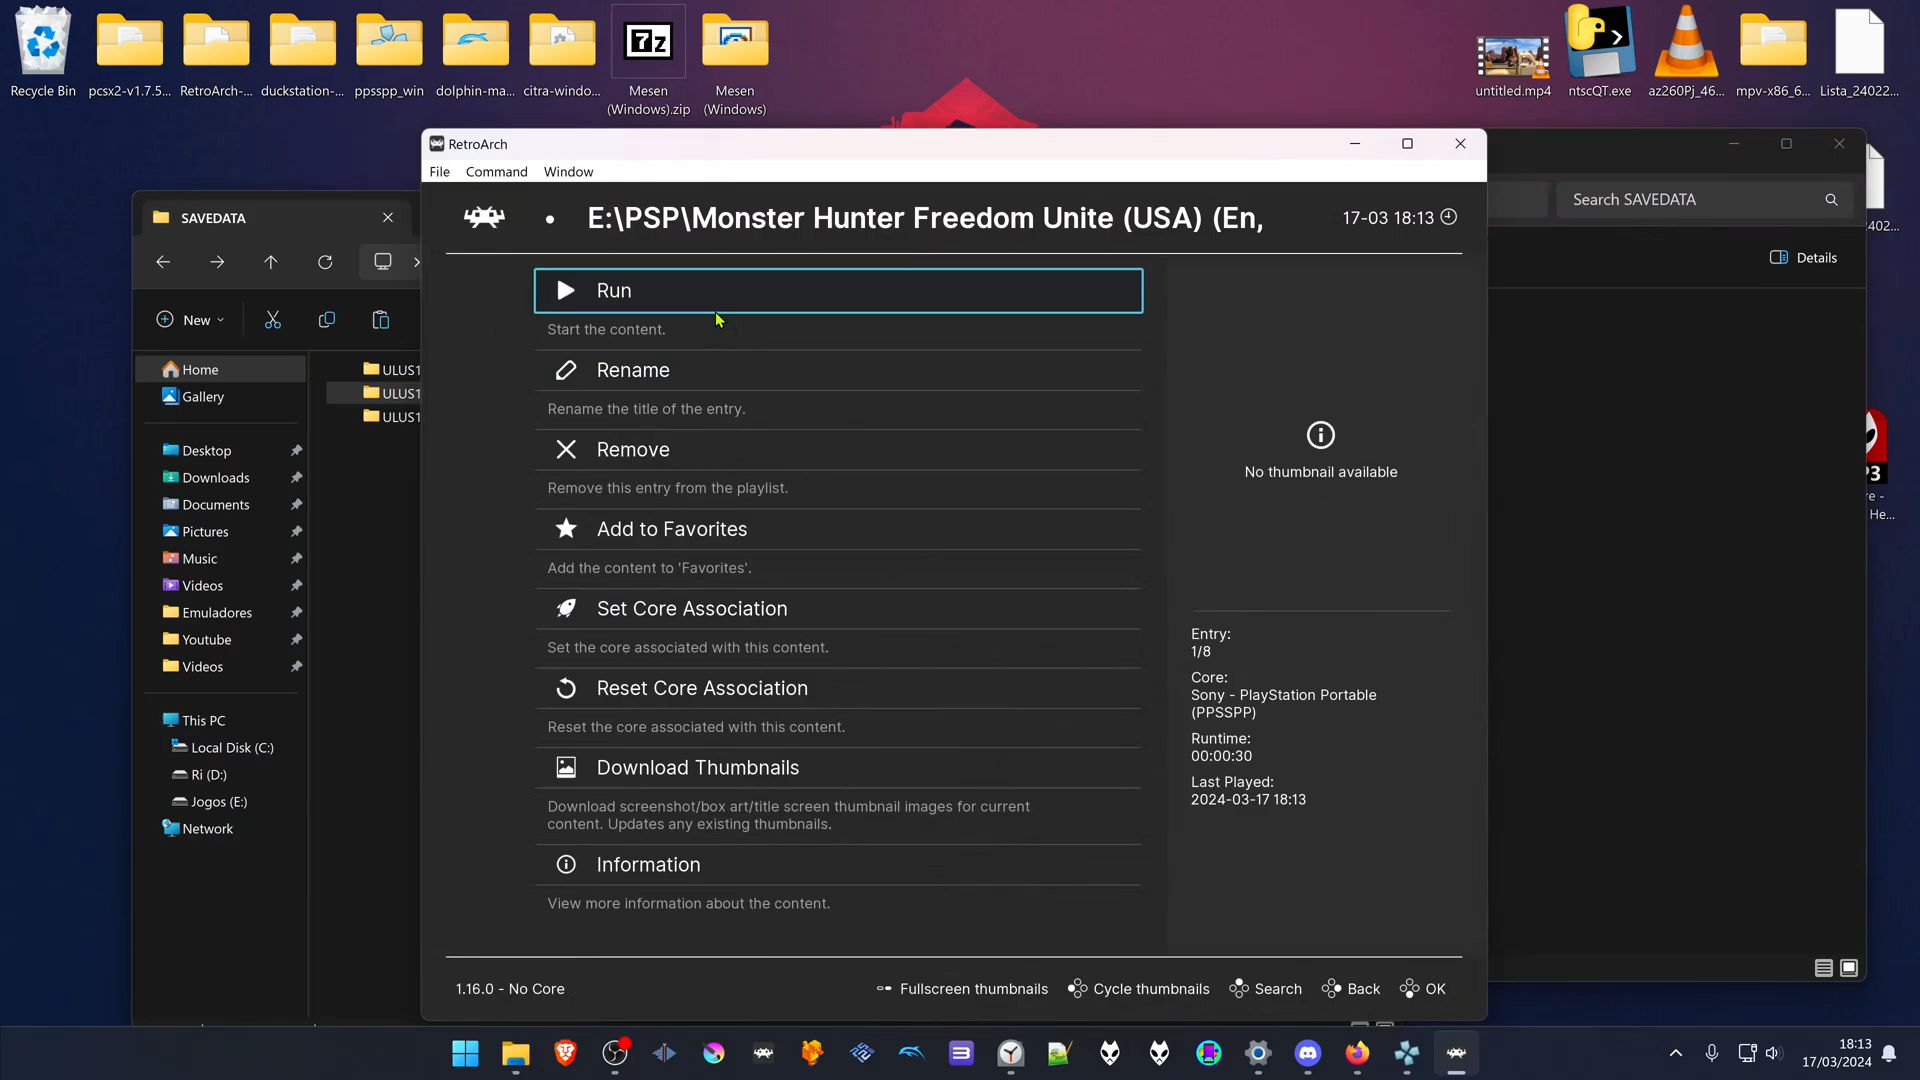 Recycle Bin
pcsx2-v1.7.5...
RetroArch-...
duckstation-...
ppsspp_win
dolphin-ma...
citra-windo...
Mesen
(Windows).zip
Mesen
(Windows)
untitled.mp4
ntscQT.exe
az260Pj_46...
mpv-x86_6...
Lista_24022...
RetroArch
File
Command
Window
SAVEDATA
E:\PSP\Monster Hunter Freedom Unite (USA) (En,
17-03 18:13
Search SAVEDATA
Details
New
Home
Gallery
Desktop
Downloads
Documents
Pictures
Music
Videos
Emuladores
Youtube
Videos
This PC
Local Disk (C:)
Ri (D:)
Jogos (E:)
Network
ULUS1
ULUS1
ULUS1
Run
Start the content.
Rename
Rename the title of the entry.
Remove
Remove this entry from the playlist.
Add to Favorites
Add the content to 'Favorites'.
Set Core Association
Set the core associated with this content.
Reset Core Association
Reset the core associated with this content.
Download Thumbnails
Download screenshot/box art/title screen thumbnail images for current
content. Updates any existing thumbnails.
Information
View more information about the content.
No thumbnail available
Entry:
1/8
Core:
Sony - PlayStation Portable
(PPSSPP)
Runtime:
00:00:30
Last Played:
2024-03-17 18:13
1.16.0 - No Core
Fullscreen thumbnails
Cycle thumbnails
Search
Back
OK
18:13
17/03/2024